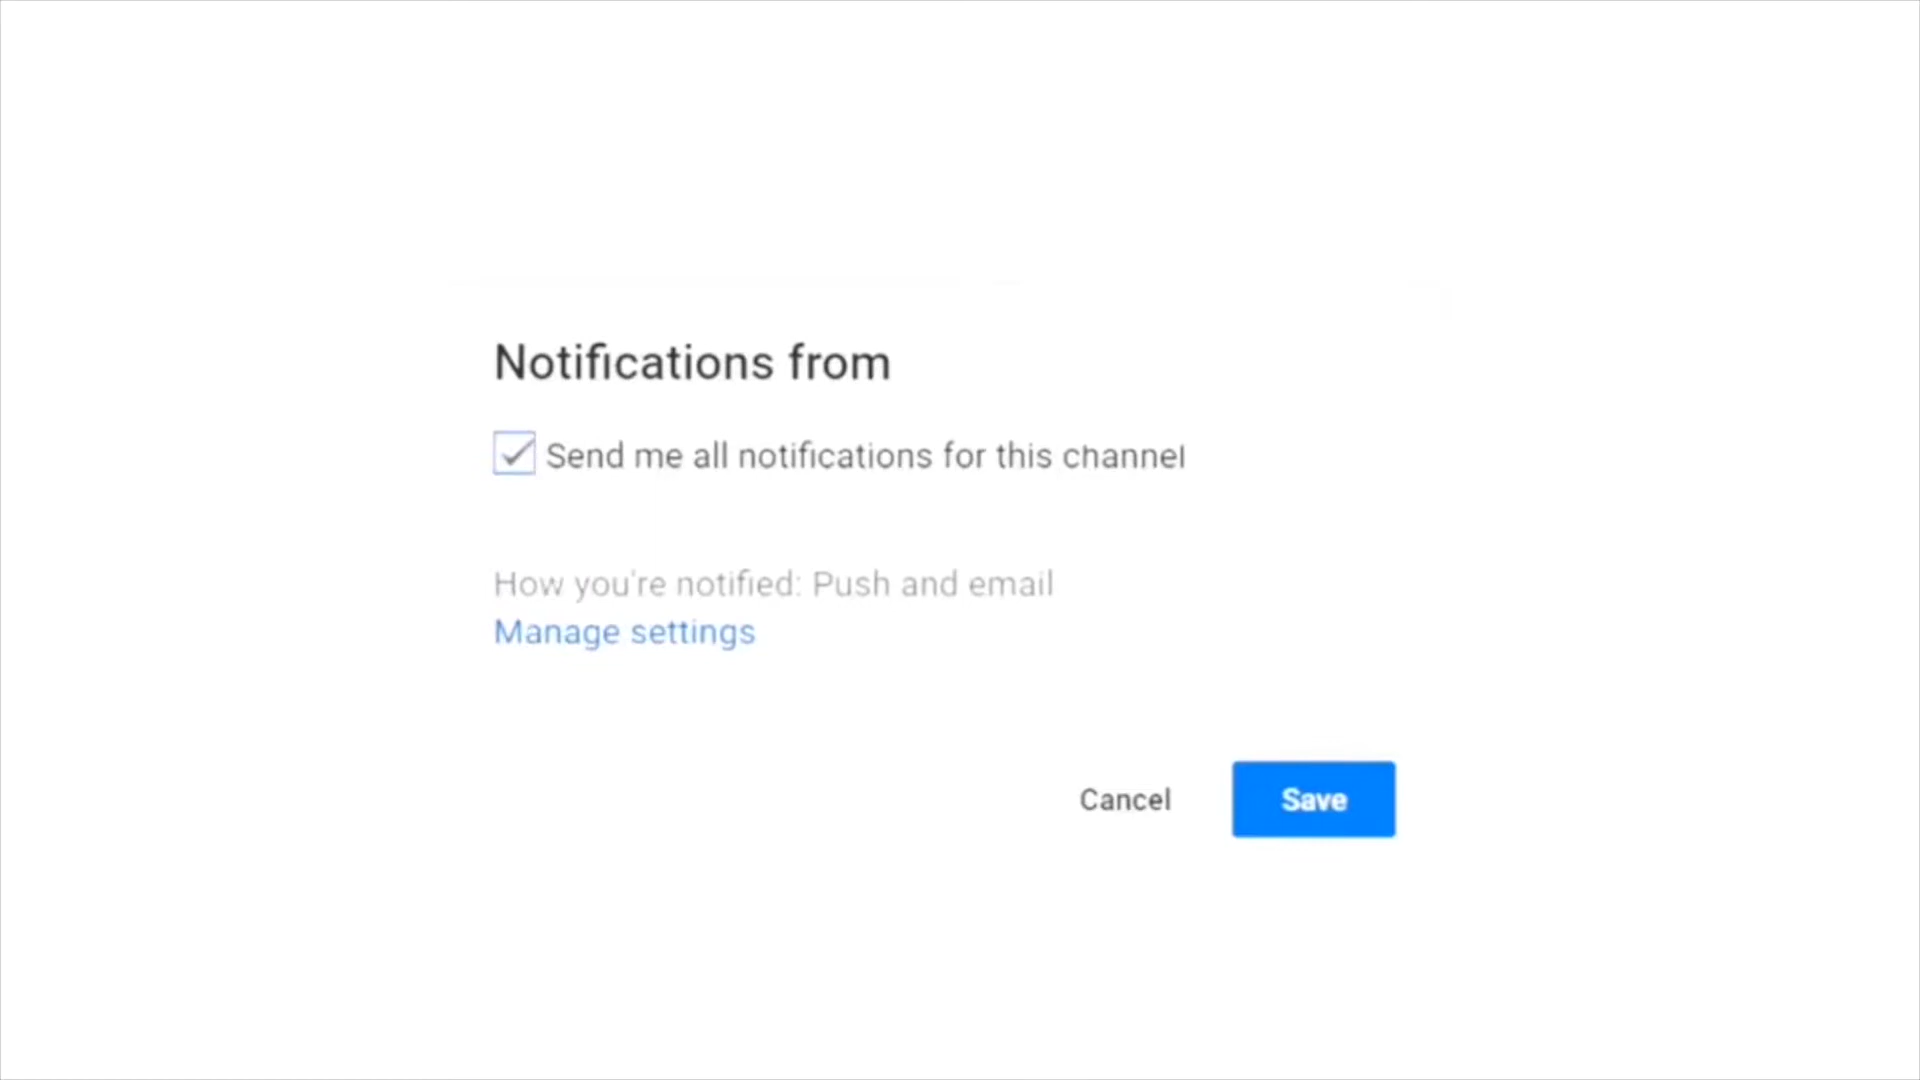 Notifications from
Send me all notifications for this channel
How you're notified: Push and email
Manage settings
Cancel
Save